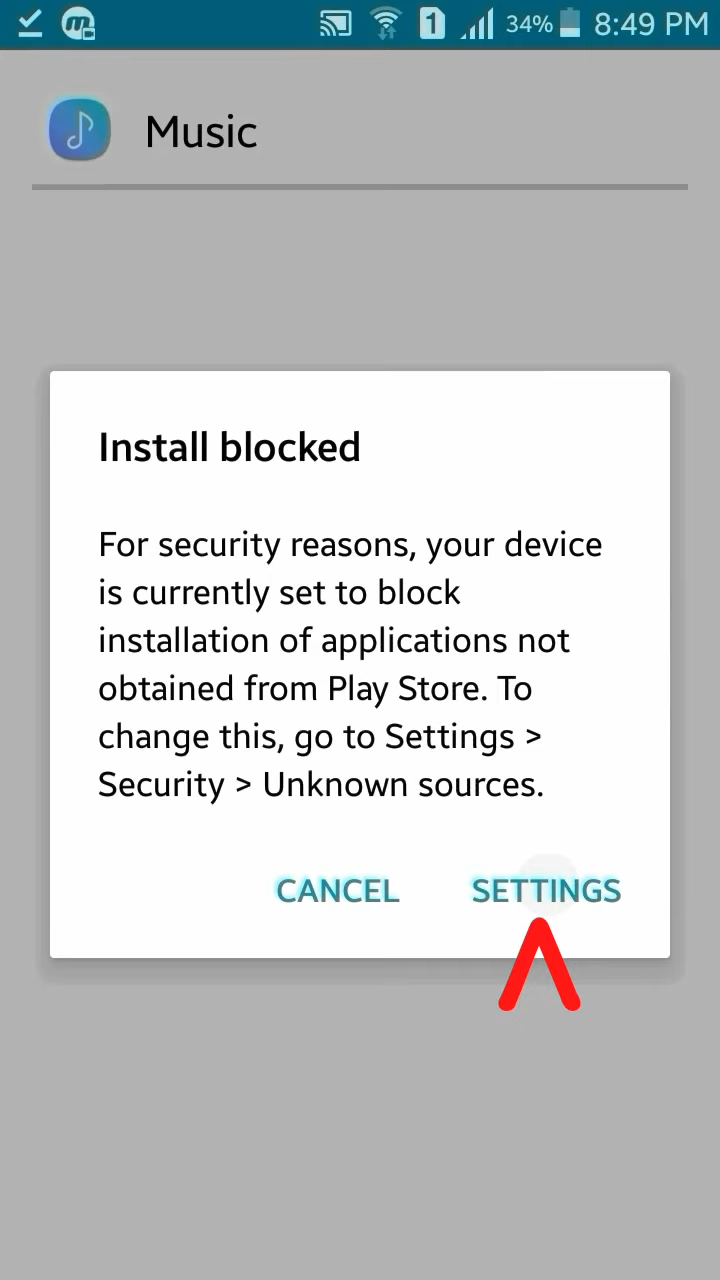 1 34% 8:49 PM
Music
Install blocked
For security reasons, your device
is currently set to block
installation of applications not
obtained from Play Store. To
change this, go to Settings >
Security > Unknown sources.
CANCEL SETTINGS